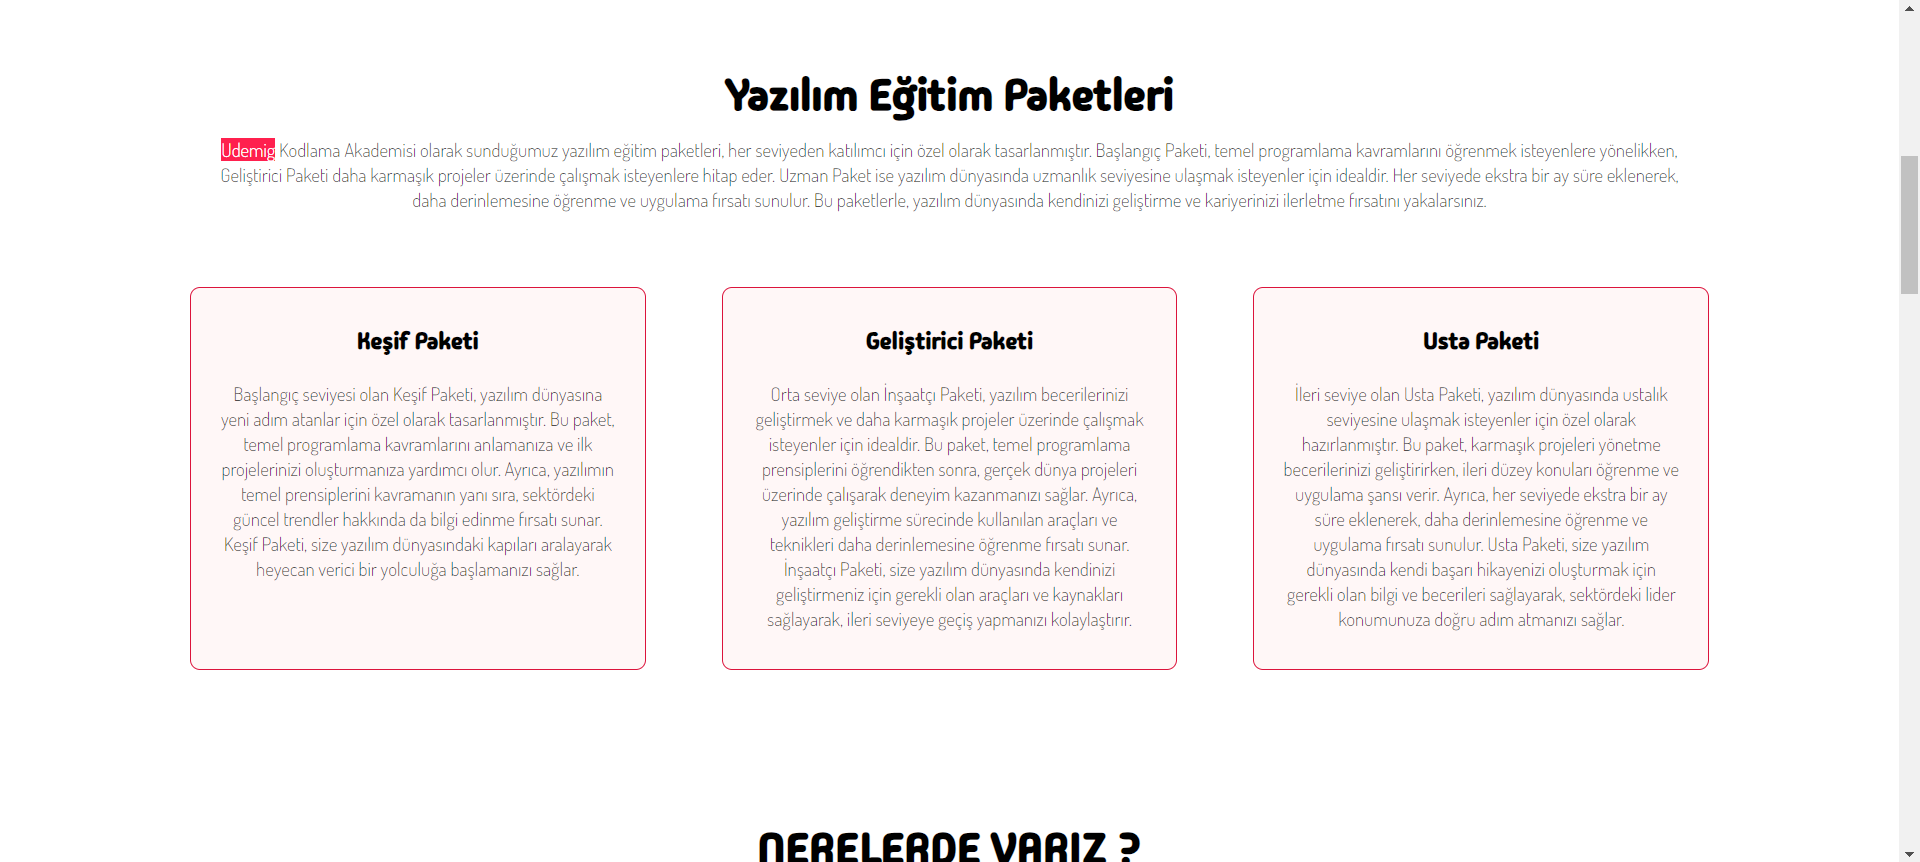 Yazılım Eğitim Paketleri
Udemig Kodlama Akademisi olarak sunduğumuz yazılım eğitim paketleri, her seviyeden katılımcı için özel olarak tasarlanmıştır. Başlangıç Paketi, temel programlama kavramlarını öğrenmek isteyenlere yönelikken,
Geliştirici Paketi daha karmaşık projeler üzerinde çalışmak isteyenlere hitap eder. Uzman Paket ise yazılım dünyasında uzmanlık seviyesine ulaşmak isteyenler için idealdir. Her seviyede ekstra bir ay süre eklenerek,
daha derinlemesine öğrenme ve uygulama fırsatı sunulur. Bu paketlerle, yazılım dünyasında kendinizi geliştirme ve kariyerinizi ilerletme fırsatını yakalarsınız.
Keşif Paketi
Başlangıç seviyesi olan Keşif Paketi, yazılım dünyasına
yeni adım atanlar için özel olarak tasarlanmıştır. Bu paket,
temel programlama kavramlarını anlamanıza ve ilk
projelerinizi oluşturmanıza yardımcı olur. Ayrıca, yazılımın
temel prensiplerini kavramanın yanı sıra, sektördeki
güncel trendler hakkında da bilgi edinme fırsatı sunar.
Keşif Paketi, size yazılım dünyasındaki kapıları aralayarak
heyecan verici bir yolculuğa başlamanızı sağlar.
Geliştirici Paketi
Orta seviye olan İnşaatçı Paketi, yazılım becerilerinizi
geliştirmek ve daha karmaşık projeler üzerinde çalışmak
isteyenler için idealdir. Bu paket, temel programlama
prensiplerini öğrendikten sonra, gerçek dünya projeleri
üzerinde çalışarak deneyim kazanmanızı sağlar. Ayrıca,
yazılım geliştirme sürecinde kullanılan araçları ve
teknikleri daha derinlemesine öğrenme fırsatı sunar.
İnşaatçı Paketi, size yazılım dünyasında kendinizi
geliştirmeniz için gerekli olan araçları ve kaynakları
sağlayarak, ileri seviyeye geçiş yapmanızı kolaylaştırır.
Usta Paketi
İleri seviye olan Usta Paketi, yazılım dünyasında ustalık
seviyesine ulaşmak isteyenler için özel olarak
hazırlanmıştır. Bu paket, karmaşık projeleri yönetme
becerilerinizi geliştirirken, ileri düzey konuları öğrenme ve
uygulama şansı verir. Ayrıca, her seviyede ekstra bir ay
süre eklenerek, daha derinlemesine öğrenme ve
uygulama fırsatı sunulur. Usta Paketi, size yazılım
dünyasında kendi başarı hikayenizi oluşturmak için
gerekli olan bilgi ve becerileri sağlayarak, sektördeki lider
konumunuza doğru adım atmanızı sağlar.
NERELERDE VARIZ ?